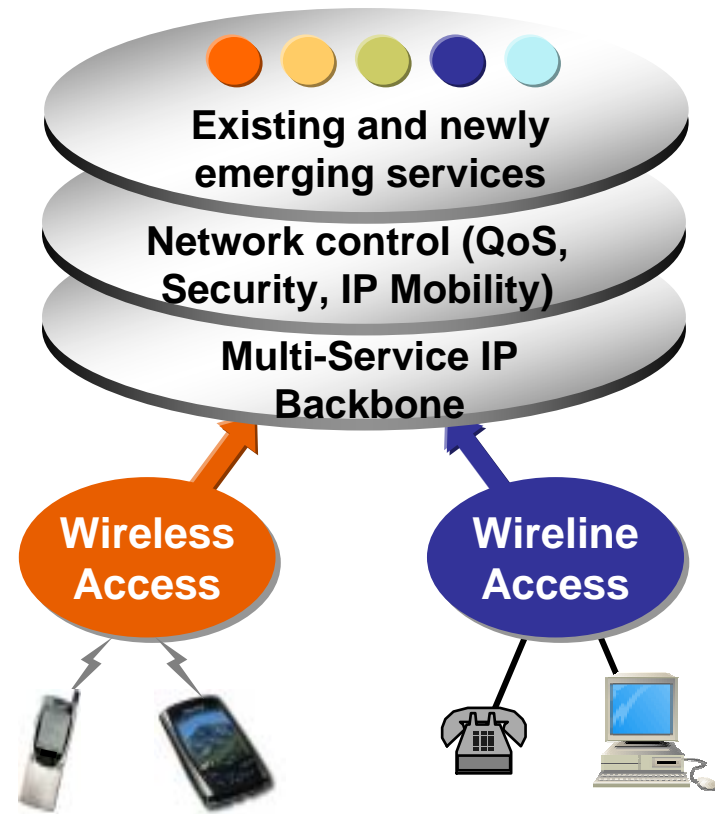 Existing and newly
emerging services
Network control (QoS,
Security, IP Mobility)
Multi-Service IP
Backbone
Wireless
Access
Wireline
Access